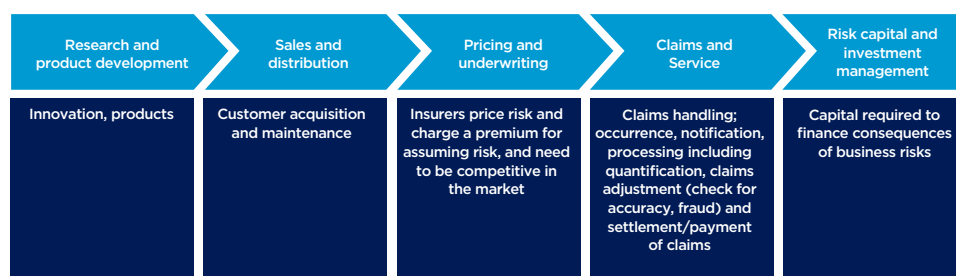 Research and
product development
Sales and
distribution
Pricing and
underwriting
Claims and
Service
Risk capital and
investment
management
Innovation, products
Customer acquisition
and maintenance
Insurers price risk and
charge a premium for
assuming risk, and need
to be competitive in
the market
Claims handling;
occurrence, notification,
processing including
quantification, claims
adjustment (check for
accuracy, fraud) and
settlement/payment
of claims
Capital required to
finance consequences
of business risks